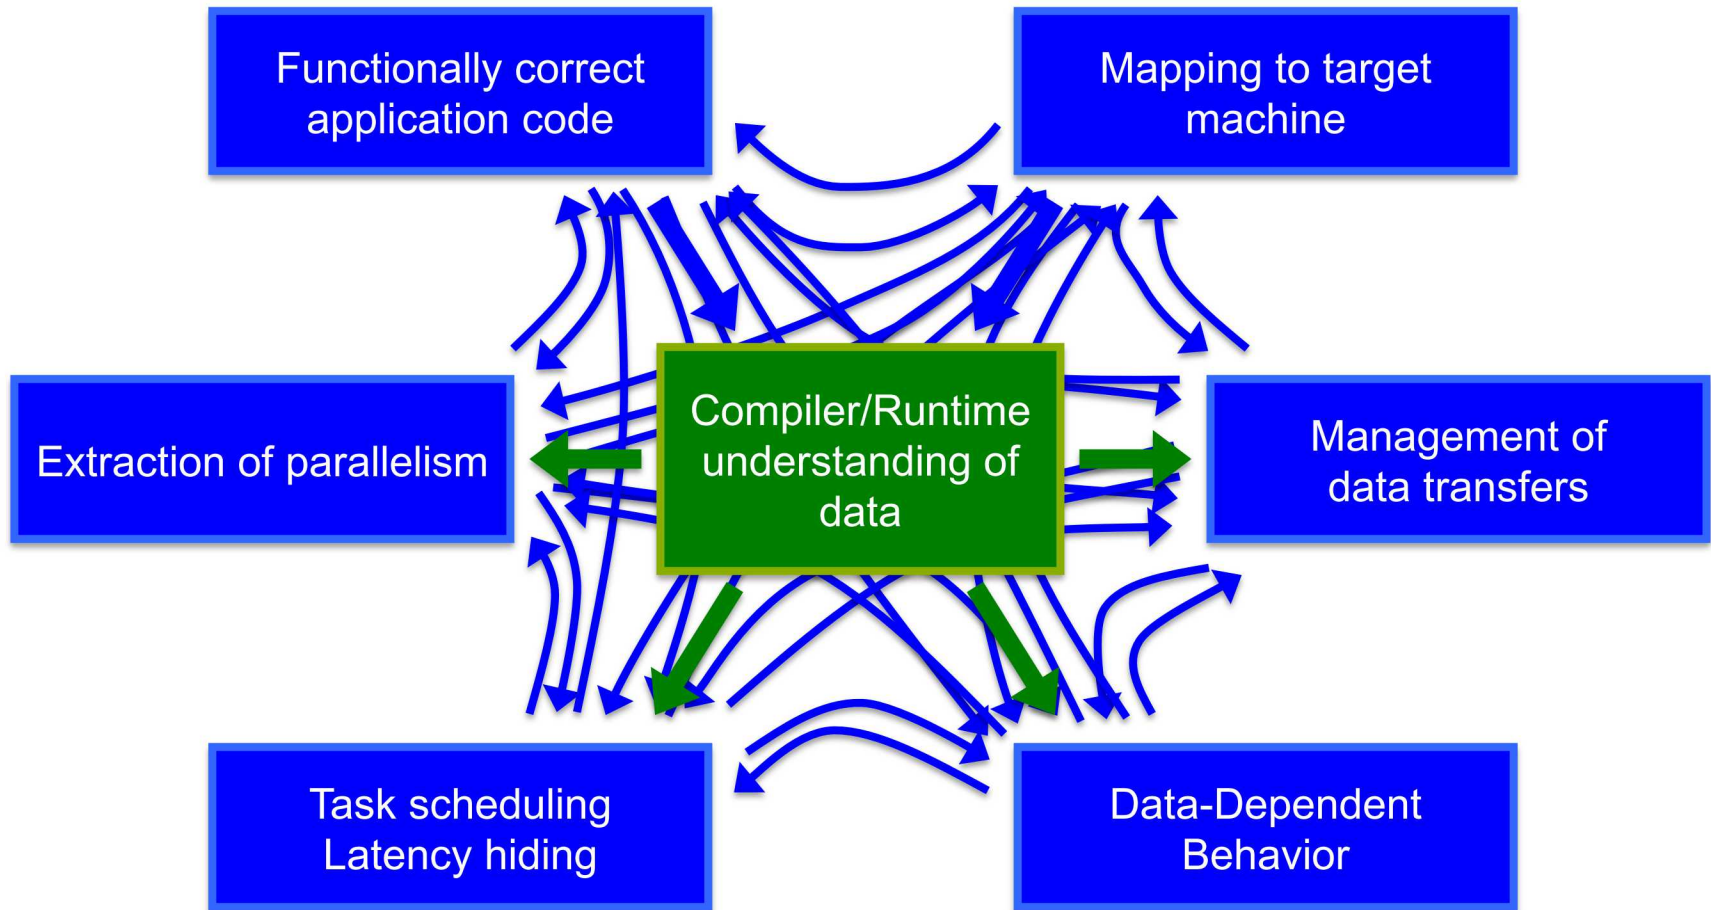 Functionally correct
application code
Mapping to target
machine
Compiler/Runtime
understanding of
data
Extraction of parallelism
Management of
data transfers
Task scheduling
Latency hiding
Data-Dependent
Behavior